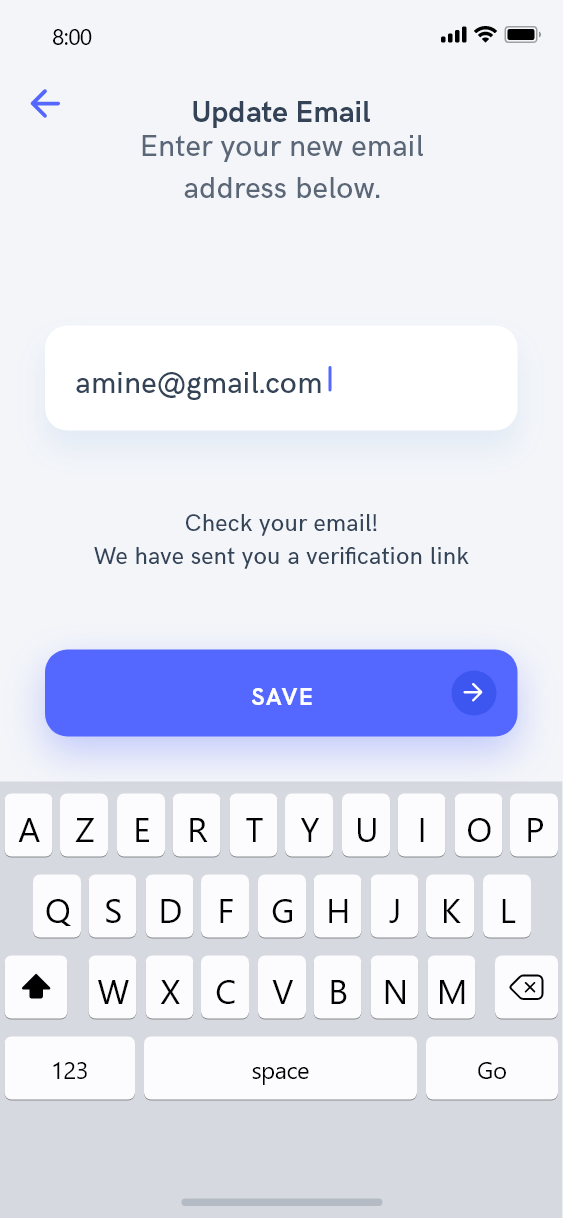 8:00
Update Email
Enter your new email
address below.
amine@gmail.com
Check your email!
We have sent you a verification link
SAVE
A Z E R T Y U I O P
Q S D F G H J K L
W X C V B N M
123 space Go